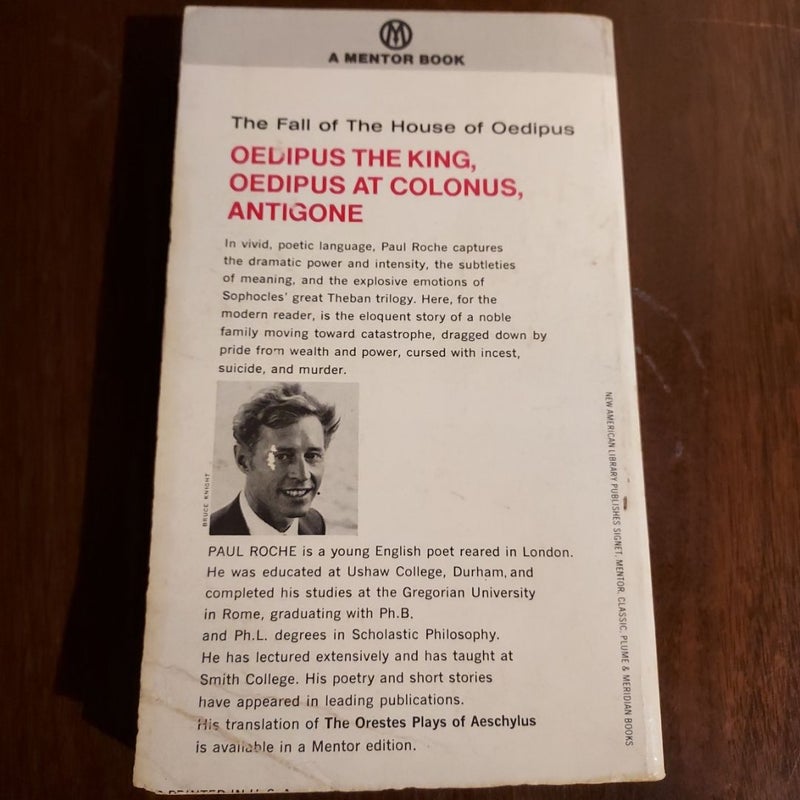 A MENTOR BOOK
The Fall of The House of Oedipus
OEDIPUS THE KING,
OEDIPUS AT COLONUS,
ANTIGONE
In vivid, poetic language, Paul Roche captures
the dramatic power and intensity, the subtleties
of meaning, and the explosive emotions of
Sophocles' great Theban trilogy. Here, for the
modern reader, is the eloquent story of a noble
family moving toward catastrophe, dragged down by
pride from wealth and power, cursed with incest,
suicide, and murder.
BRUCE KNIGHT
PAUL ROCHE is a young English poet reared in London.
He was educated at Ushaw College, Durham, and
completed his studies at the Gregorian University
in Rome, graduating with Ph.B.
and Ph.L. degrees in Scholastic Philosophy.
He has lectured extensively and has taught at
Smith College. His poetry and short stories
have appeared in leading publications.
His translation of The Orestes Plays of Aeschylus
is available in a Mentor edition.
NEW AMERICAN LIBRARY PUBLISHES SIGNET, MENTOR, CLASSIC, PLUME & MERIDIAN BOOKS
PRINTED IN U.S.A.